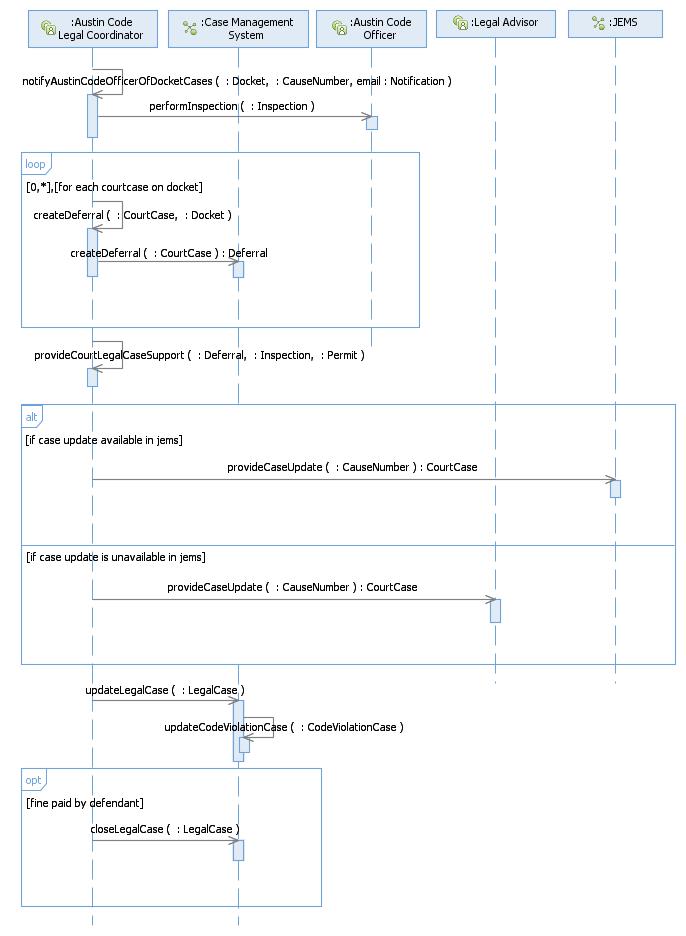 :Austin Code
Legal Coordinator
:Case Management
System
:Austin Code
Officer
:Legal Advisor
:JEMS
notifyAustinCodeOfficerOfDocketCases ( : Docket, : CauseNumber, email : Notification )
performInspection ( : Inspection )
loop
[0,*],[for each courtcase on docket]
createDeferral ( : CourtCase, : Docket )
createDeferral ( : CourtCase ) : Deferral
provideCourtLegalCaseSupport ( : Deferral, : Inspection, : Permit )
alt
[if case update available in jems]
provideCaseUpdate ( : CauseNumber ) : CourtCase
[if case update is unavailable in jems]
provideCaseUpdate ( : CauseNumber ) : CourtCase
updateLegalCase ( : LegalCase )
updateCodeViolationCase ( : CodeViolationCase )
opt
[fine paid by defendant]
closeLegalCase ( : LegalCase )